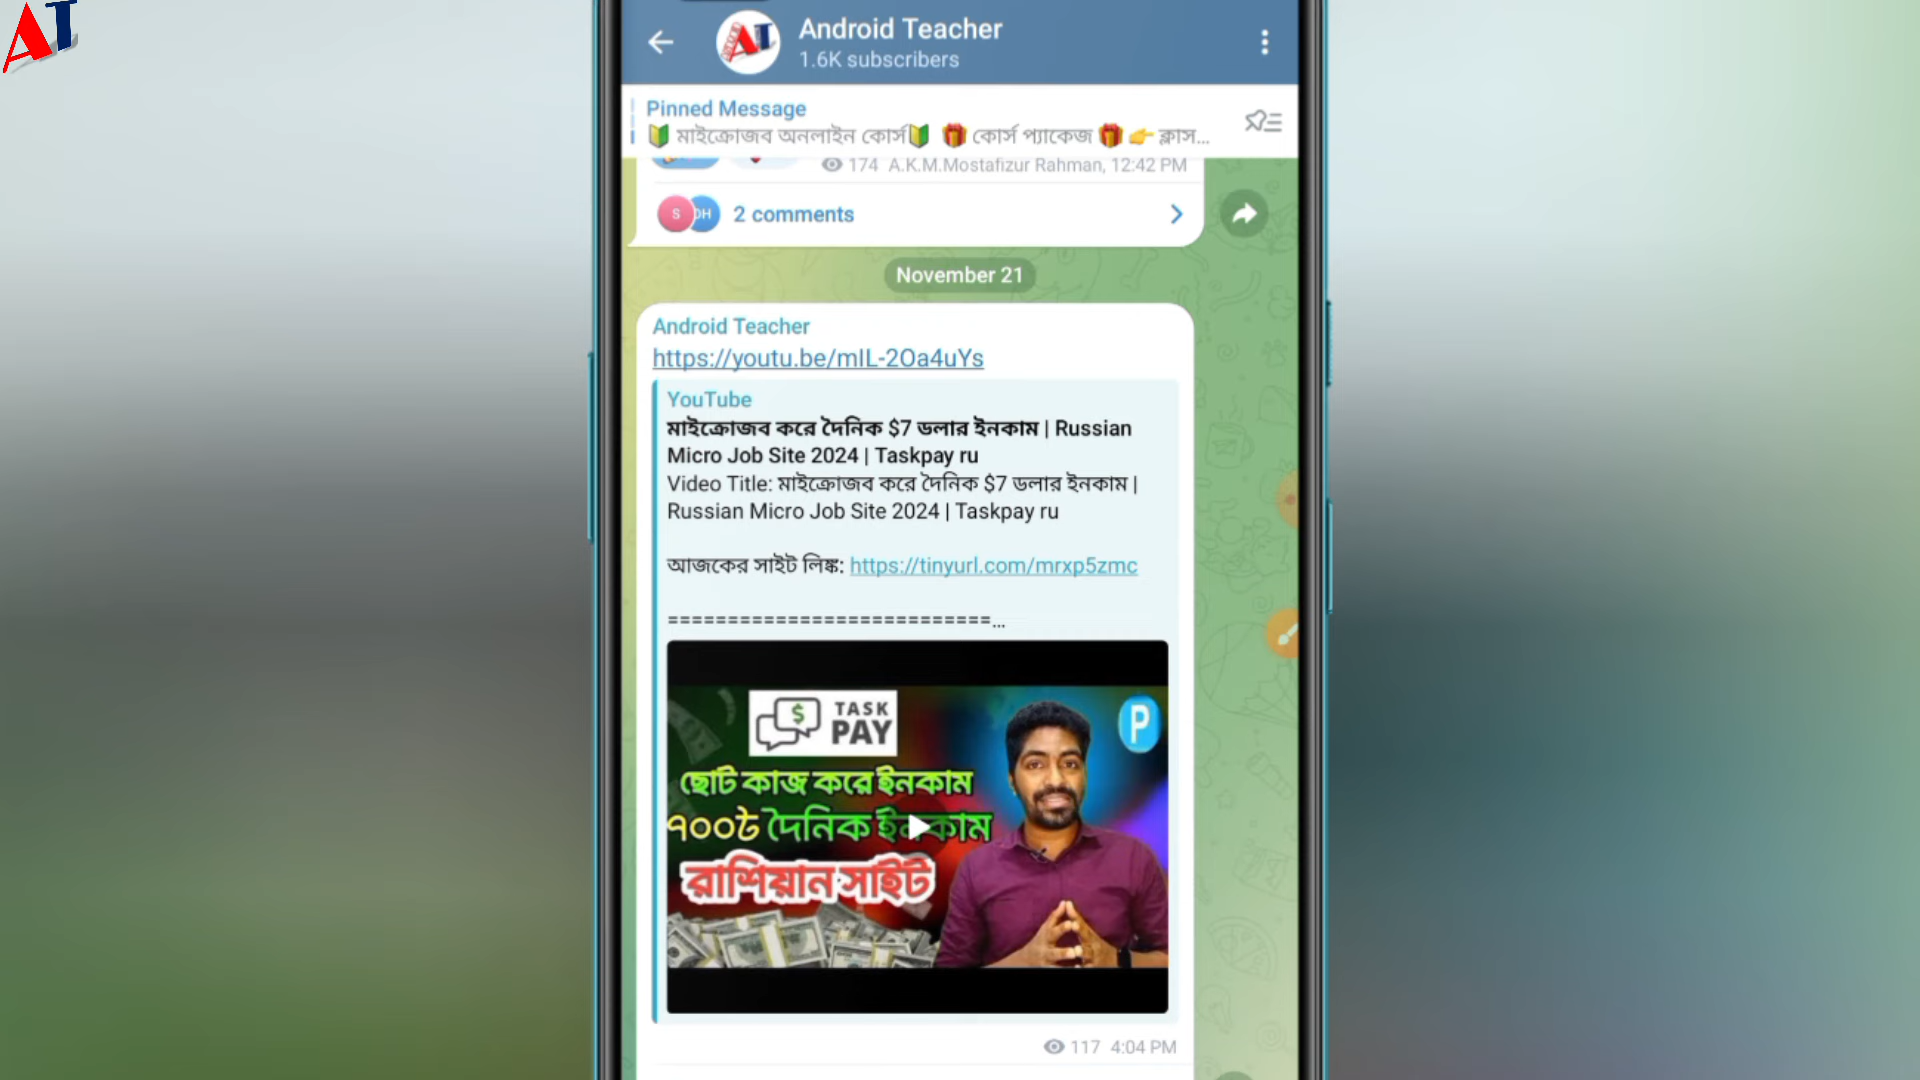 AT
Android Teacher
1.6K subscribers
Pinned Message
🔰 মাইক্রোজব অনলাইন কোর্স🔰 🎁 কোর্স প্যাকেজ 🎁 👉 ক্লাস...
174 A.K.M.Mostafizur Rahman, 12:42 PM
S DH 2 comments
November 21
Android Teacher
https://youtu.be/mIL-2Oa4uYs
YouTube
মাইক্রোজব করে দৈনিক $7 ডলার ইনকাম | Russian
Micro Job Site 2024 | Taskpay ru
Video Title: মাইক্রোজব করে দৈনিক $7 ডলার ইনকাম |
Russian Micro Job Site 2024 | Taskpay ru
আজকের সাইট লিঙ্ক: https://tinyurl.com/mrxp5zmc
===========================...
$ TASK
PAY
P
ছোট কাজ করে ইনকাম
৭০০৳ দৈনিক ইনকাম
রাশিয়ান সাইট
117 4:04 PM